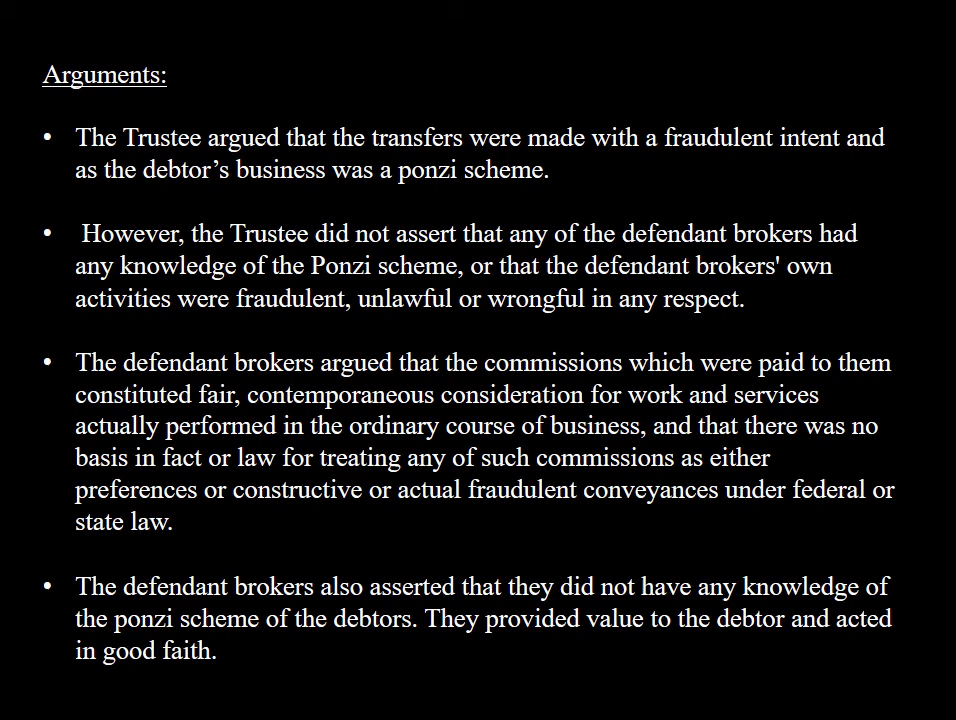 Arguments:
• The Trustee argued that the transfers were made with a fraudulent intent and
as the debtor’s business was a ponzi scheme.
• However, the Trustee did not assert that any of the defendant brokers had
any knowledge of the Ponzi scheme, or that the defendant brokers' own
activities were fraudulent, unlawful or wrongful in any respect.
• The defendant brokers argued that the commissions which were paid to them
constituted fair, contemporaneous consideration for work and services
actually performed in the ordinary course of business, and that there was no
basis in fact or law for treating any of such commissions as either
preferences or constructive or actual fraudulent conveyances under federal or
state law.
• The defendant brokers also asserted that they did not have any knowledge of
the ponzi scheme of the debtors. They provided value to the debtor and acted
in good faith.